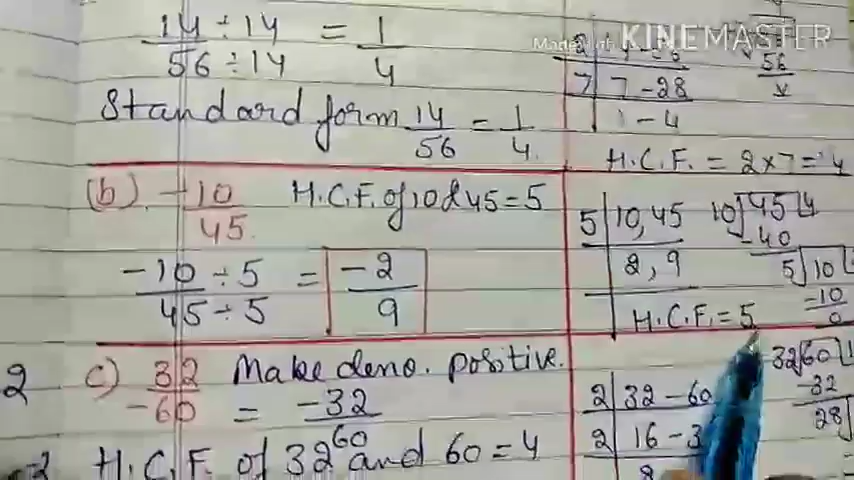 14 ÷ 14 / 56 ÷ 14 = 1/4
Standard form 14/56 = 1/4.
(b) -10/45. H.C.F. of 10 & 45 = 5
-10 ÷ 5 / 45 ÷ 5 = -2/9
c) 32/-60 Make deno. positive.
= -32/60
2
H.C.F. of 32 and 60 = 4
KINEMASTER
56
7 | 7 - 28
1 - 4
H.C.F. = 2 x 7 = 14
5 | 10, 45
2, 9
H.C.F. = 5
10 45 4
- 40
5 10
-10
0
2 | 32 - 60
2 | 16 - 3
8
32 60 1
-32
28